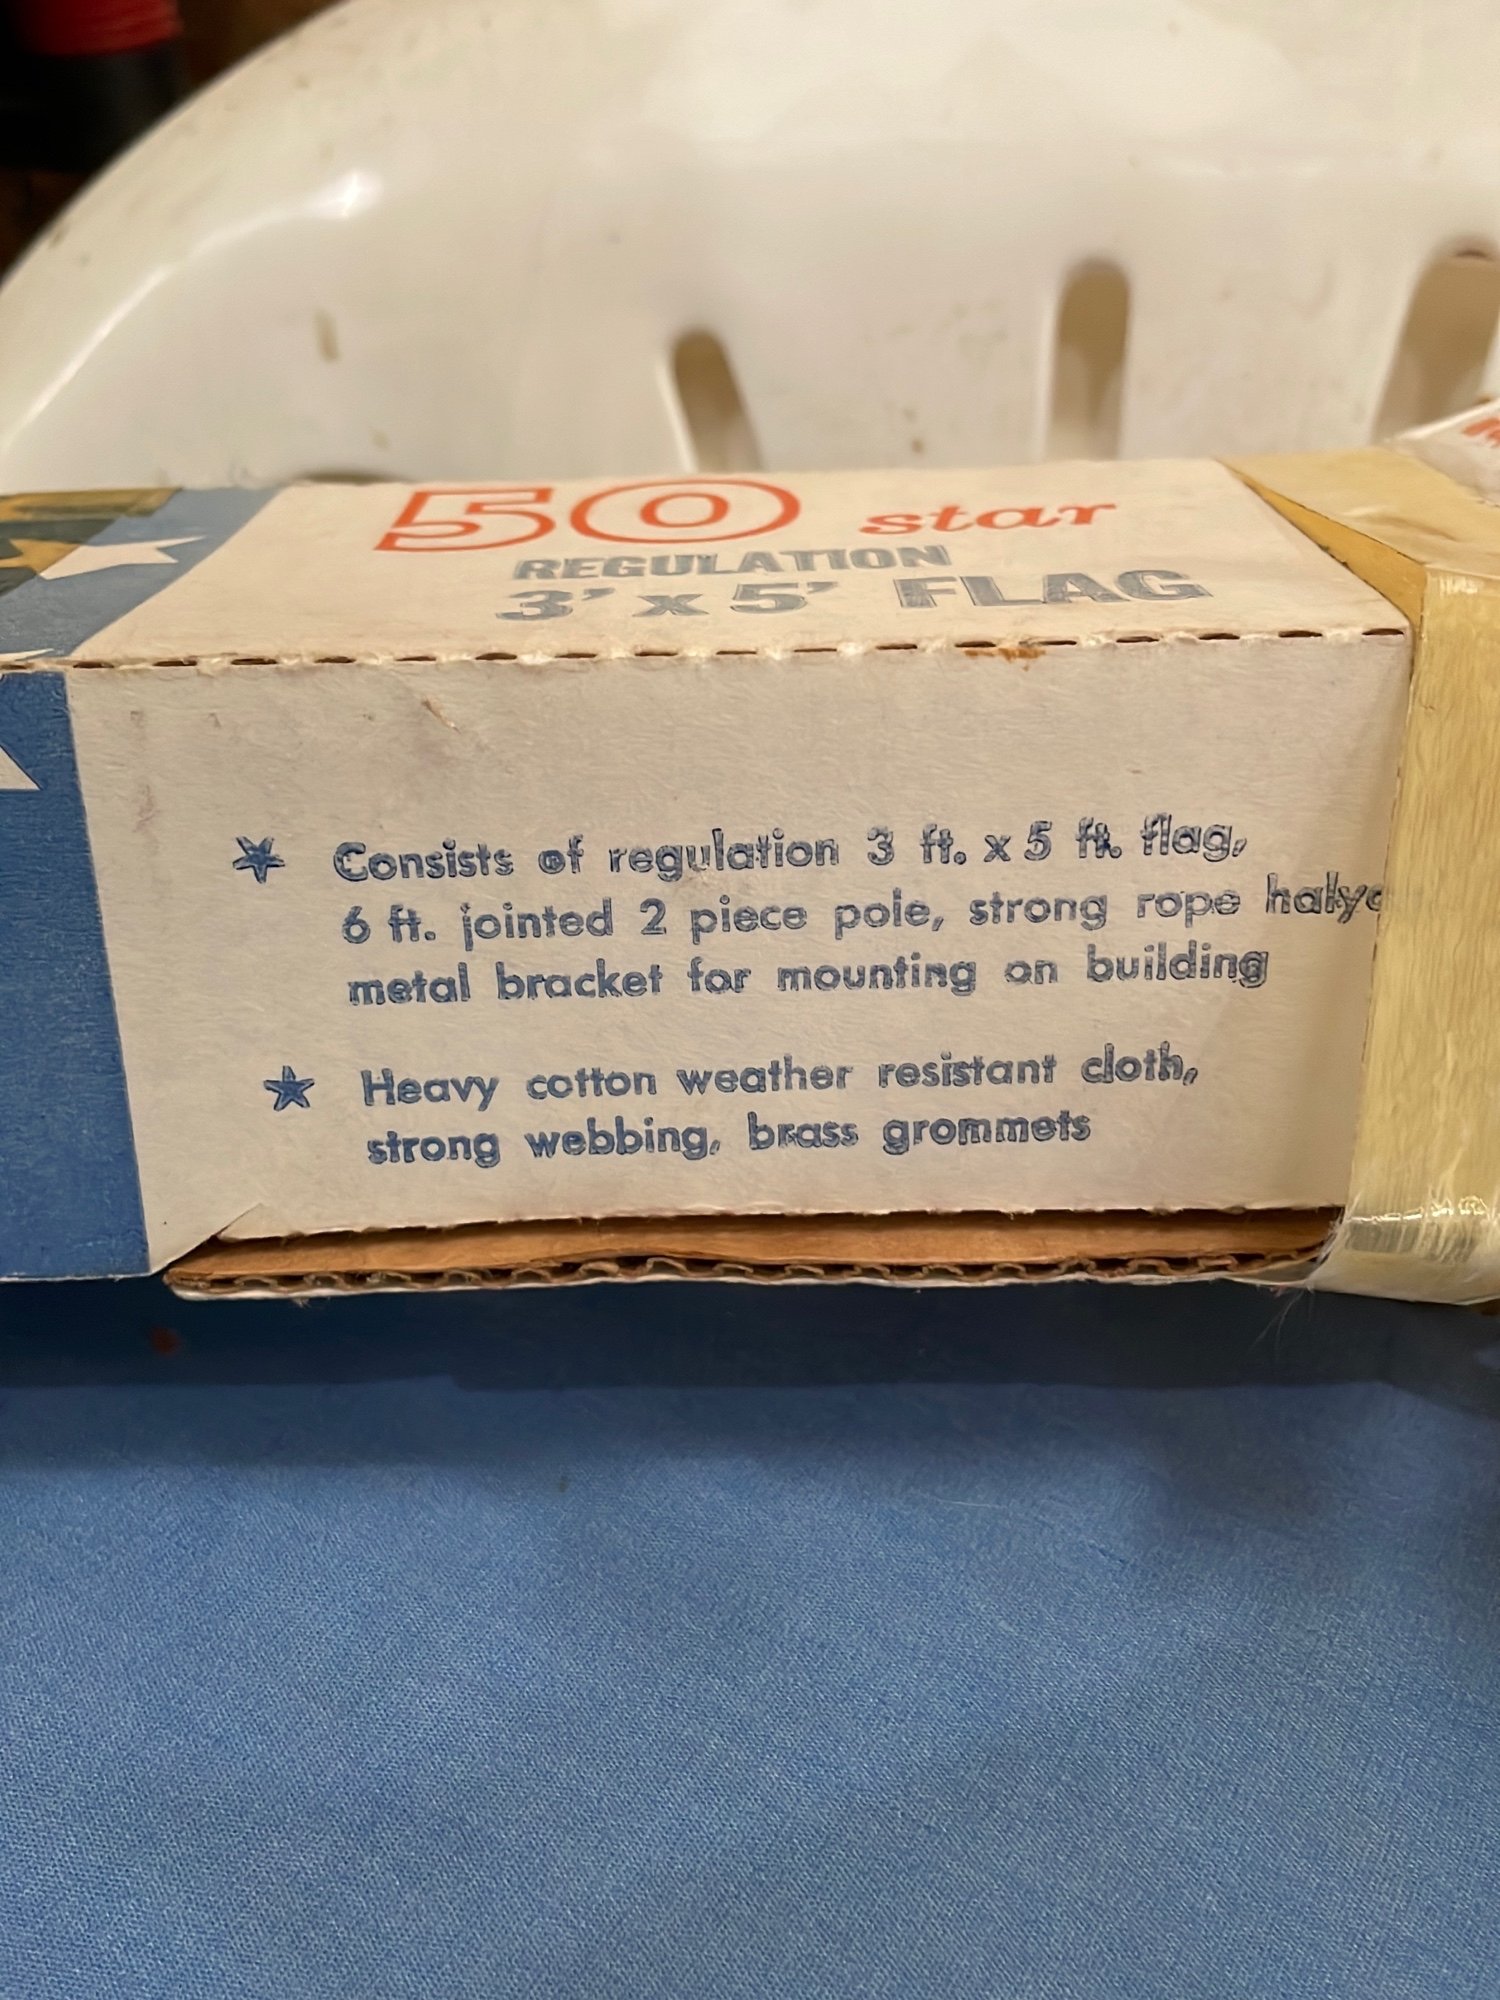 50 star
REGULATION
3' x 5' FLAG
Consists of regulation 3 ft. x 5 ft. flag,
6 ft. jointed 2 piece pole, strong rope
metal bracket for mounting on building
Heavy cotton weather resistant cloth,
strong webbing, brass grommets